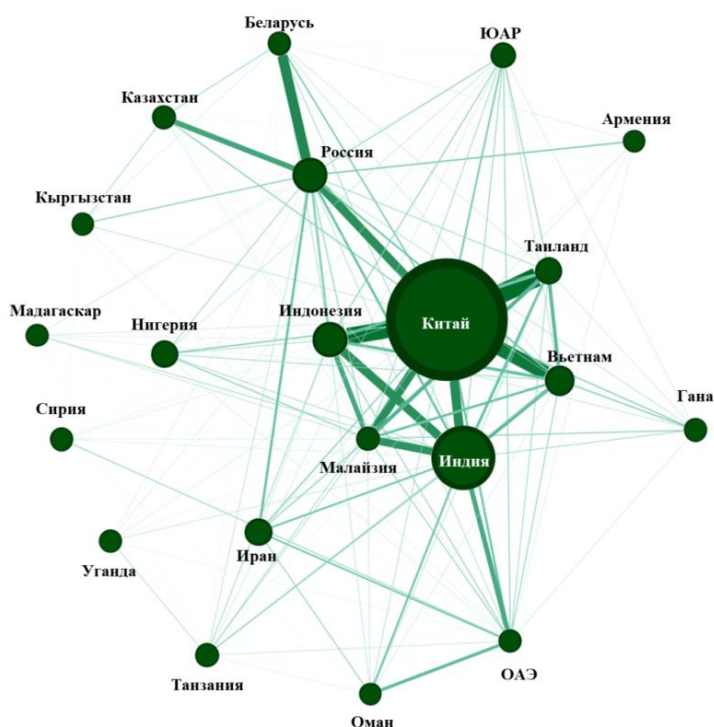 Беларусь
ЮАР
Казахстан
Армения
Россия
Кыргызстан
Таиланд
Мадагаскар
Нигерия
Индонезия
Китай
Вьетнам
Сирия
Гана
Малайзия
Индия
Иран
Уганда
Танзания
ОАЭ
Оман